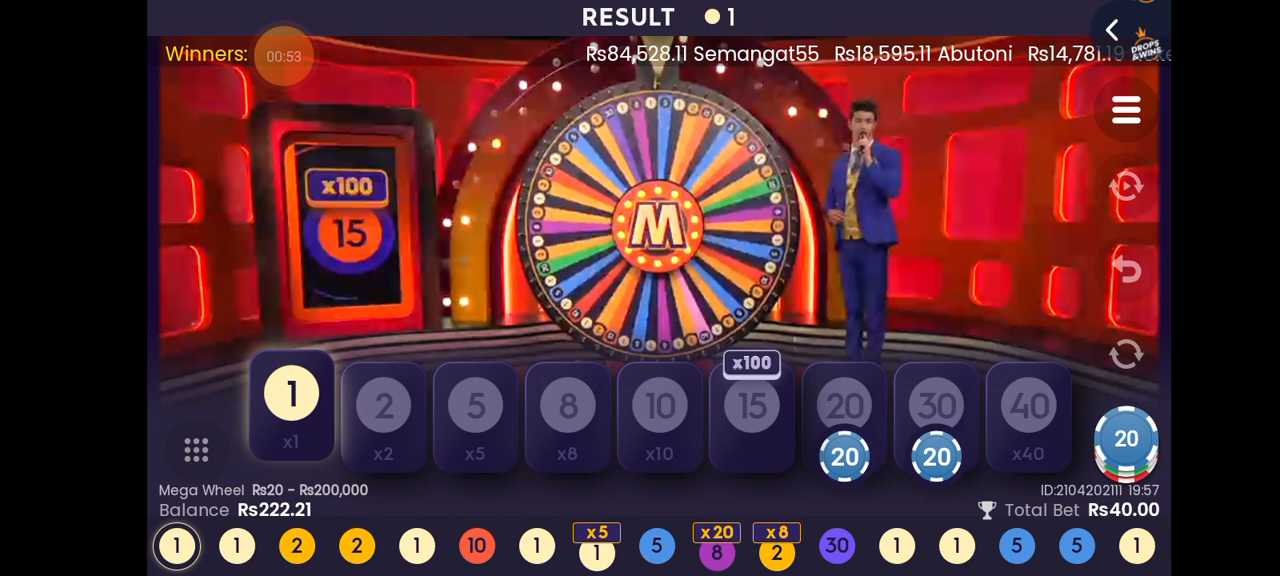 RESULT 1
Winners: 00:53 Rs84,528.11 Semangat55 Rs18,595.11 Abutoni Rs14,781.19
DROPS & WINS
x100
15
M
x100
1 2 5 8 10 15 20 30 40
x1 x2 x5 x8 x10 20 20 x40 20
Mega Wheel Rs20 - Rs200,000 ID:2104202111 19:57
Balance Rs222.21 Total Bet Rs40.00
x5 x20 x8
1 1 2 2 1 10 1 1 5 8 2 30 1 1 5 5 1